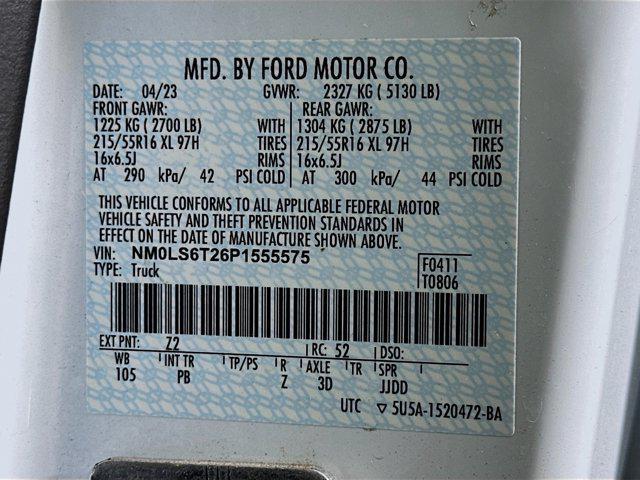 MFD. BY FORD MOTOR CO.
DATE: 04/23 GVWR: 2327 KG ( 5130 LB)
FRONT GAWR: REAR GAWR:
1225 KG ( 2700 LB) WITH 1304 KG ( 2875 LB) WITH
215/55R16 XL 97H TIRES 215/55R16 XL 97H TIRES
16x6.5J RIMS 16x6.5J RIMS
AT 290 kPa/ 42 PSI COLD AT 300 kPa/ 44 PSI COLD
THIS VEHICLE CONFORMS TO ALL APPLICABLE FEDERAL MOTOR
VEHICLE SAFETY AND THEFT PREVENTION STANDARDS IN
EFFECT ON THE DATE OF MANUFACTURE SHOWN ABOVE.
VIN: NM0LS6T26P1555575 F0411
TYPE: Truck T0806
EXT PNT: Z2 RC: 52 DSO:
WB INT TR TP/PS R AXLE TR SPR
105 PB Z 3D JJDD
UTC ▽ 5U5A-1520472-BA